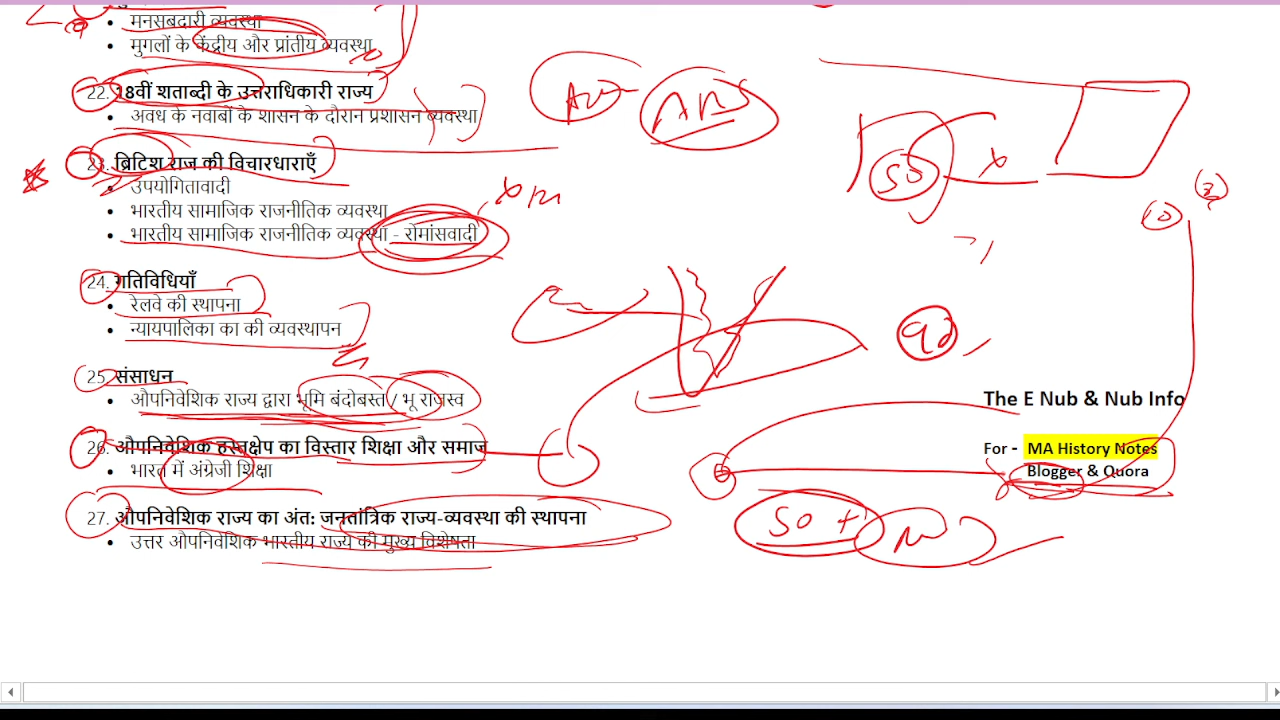 मनसबदारी व्यवस्था
मुगलों के केंद्रीय और प्रांतीय व्यवस्था
22. 18वीं शताब्दी के उत्तराधिकारी राज्य
अवध के नवाबों के शासन के दौरान प्रशासन व्यवस्था
23. ब्रिटिश राज की विचारधाराएँ
उपयोगितावादी
भारतीय सामाजिक राजनीतिक व्यवस्था
भारतीय सामाजिक राजनीतिक व्यवस्था - रोमांसवादी
24. गतिविधियाँ
रेलवे की स्थापना
न्यायपालिका का की व्यवस्थापन
25. संसाधन
औपनिवेशिक राज्य द्वारा भूमि बंदोबस्त / भू राजस्व
26. औपनिवेशिक हस्तक्षेप का विस्तार शिक्षा और समाज
भारत में अंग्रेजी शिक्षा
27. औपनिवेशिक राज्य का अंत: जनतांत्रिक राज्य-व्यवस्था की स्थापना
उत्तर औपनिवेशिक भारतीय राज्य की मुख्य विशेषता
50
10
The E Nub & Nub Info
For - MA History Notes
Blogger & Quora
50 +